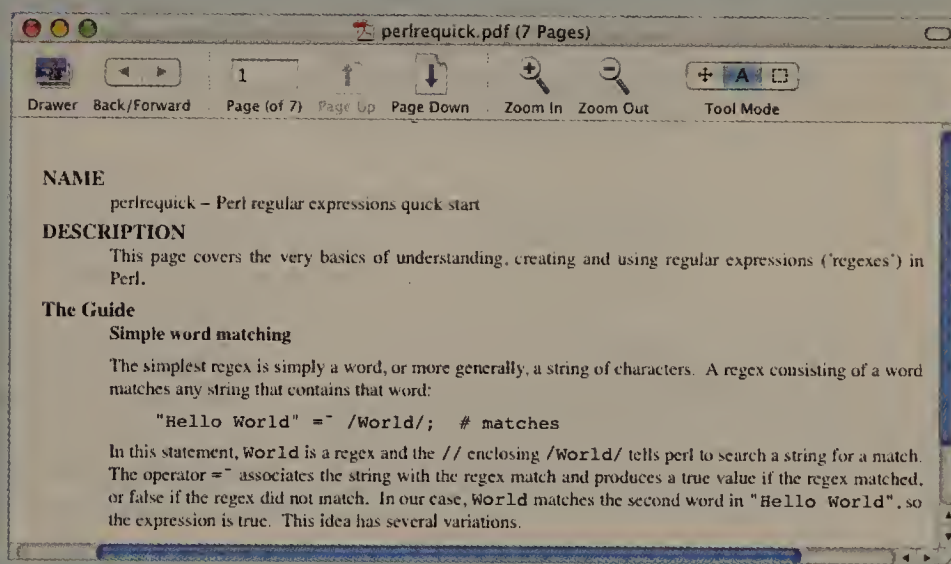 perlrequick.pdf (7 Pages)
1
Drawer Back/Forward Page (of 7) Page Up Page Down Zoom In Zoom Out Tool Mode
A
NAME
perlrequick – Perl regular expressions quick start
DESCRIPTION
This page covers the very basics of understanding, creating and using regular expressions ('regexes') in
Perl.
The Guide
Simple word matching
The simplest regex is simply a word, or more generally, a string of characters. A regex consisting of a word
matches any string that contains that word:
"Hello World" =~ /World/; # matches
In this statement, World is a regex and the // enclosing /World/ tells perl to search a string for a match.
The operator =~ associates the string with the regex match and produces a true value if the regex matched,
or false if the regex did not match. In our case, World matches the second word in "Hello World", so
the expression is true. This idea has several variations.